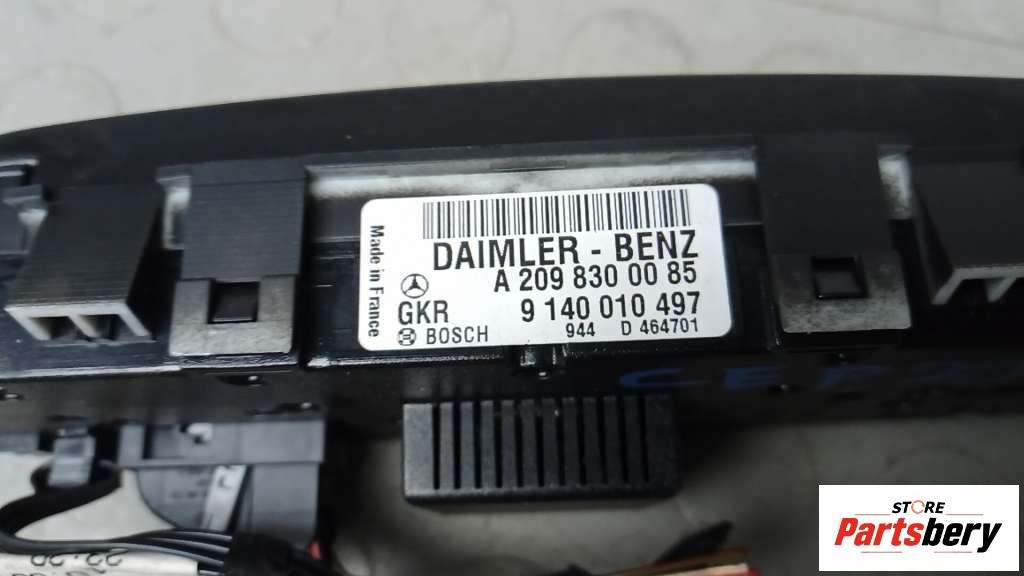 DAIMLER - BENZ
A 209 830 00 85
GKR 9 140 010 497
BOSCH 944 D 464701
Made in France
STORE
Partsbery